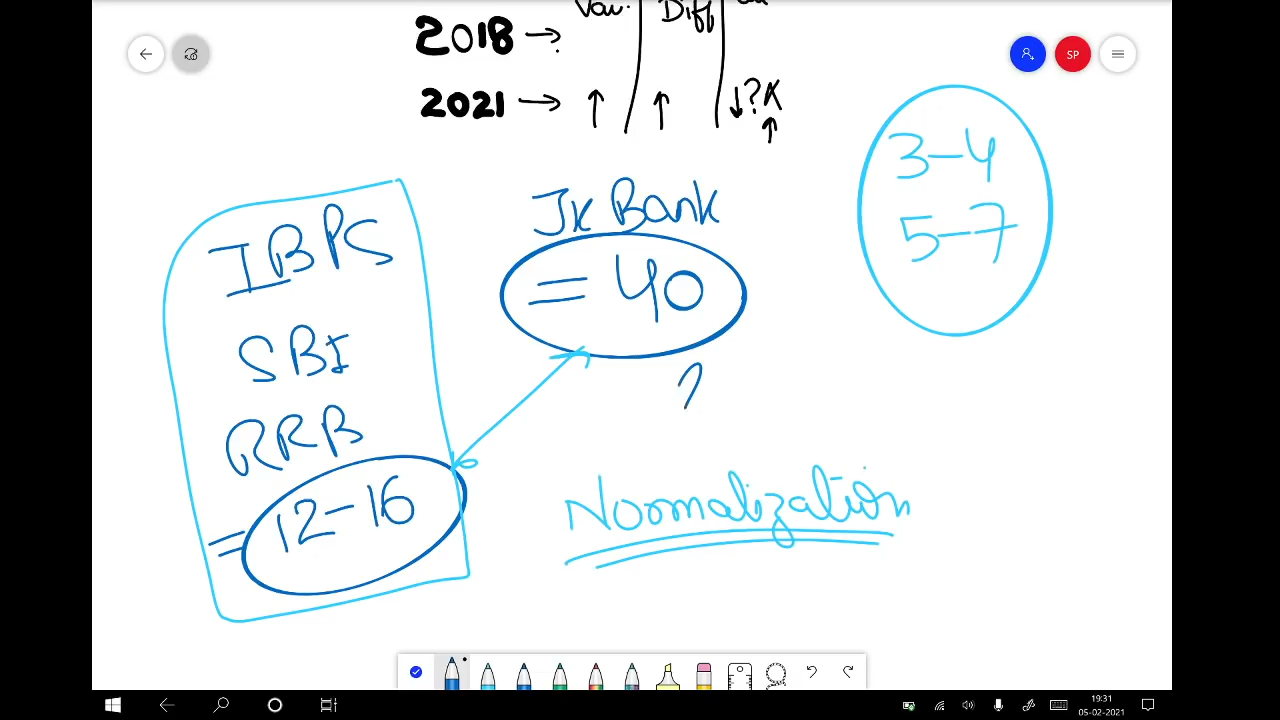 Diff
2018 →
2021 → ↑ ↑ ↓?
↑
SP
3-4
5-7
JK Bank
= 40
?
IBPS
SBI
RRB
= 12-16
Normalization
19:31
05-02-2021